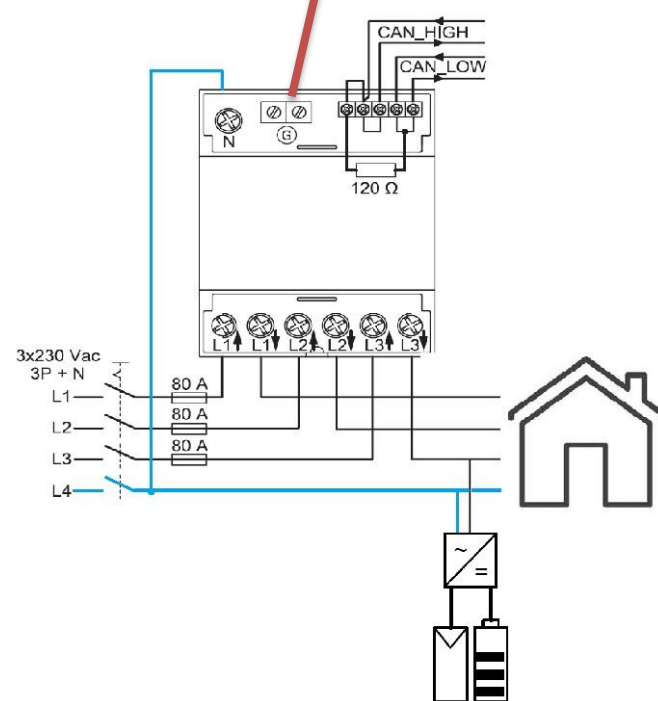 CAN_HIGH
CAN_LOW
N
G
120 Ω
L1 L1 L2 L2 L3 L3
3x230 Vac
3P + N
80 A
L1
80 A
L2
80 A
L3
L4
~
=